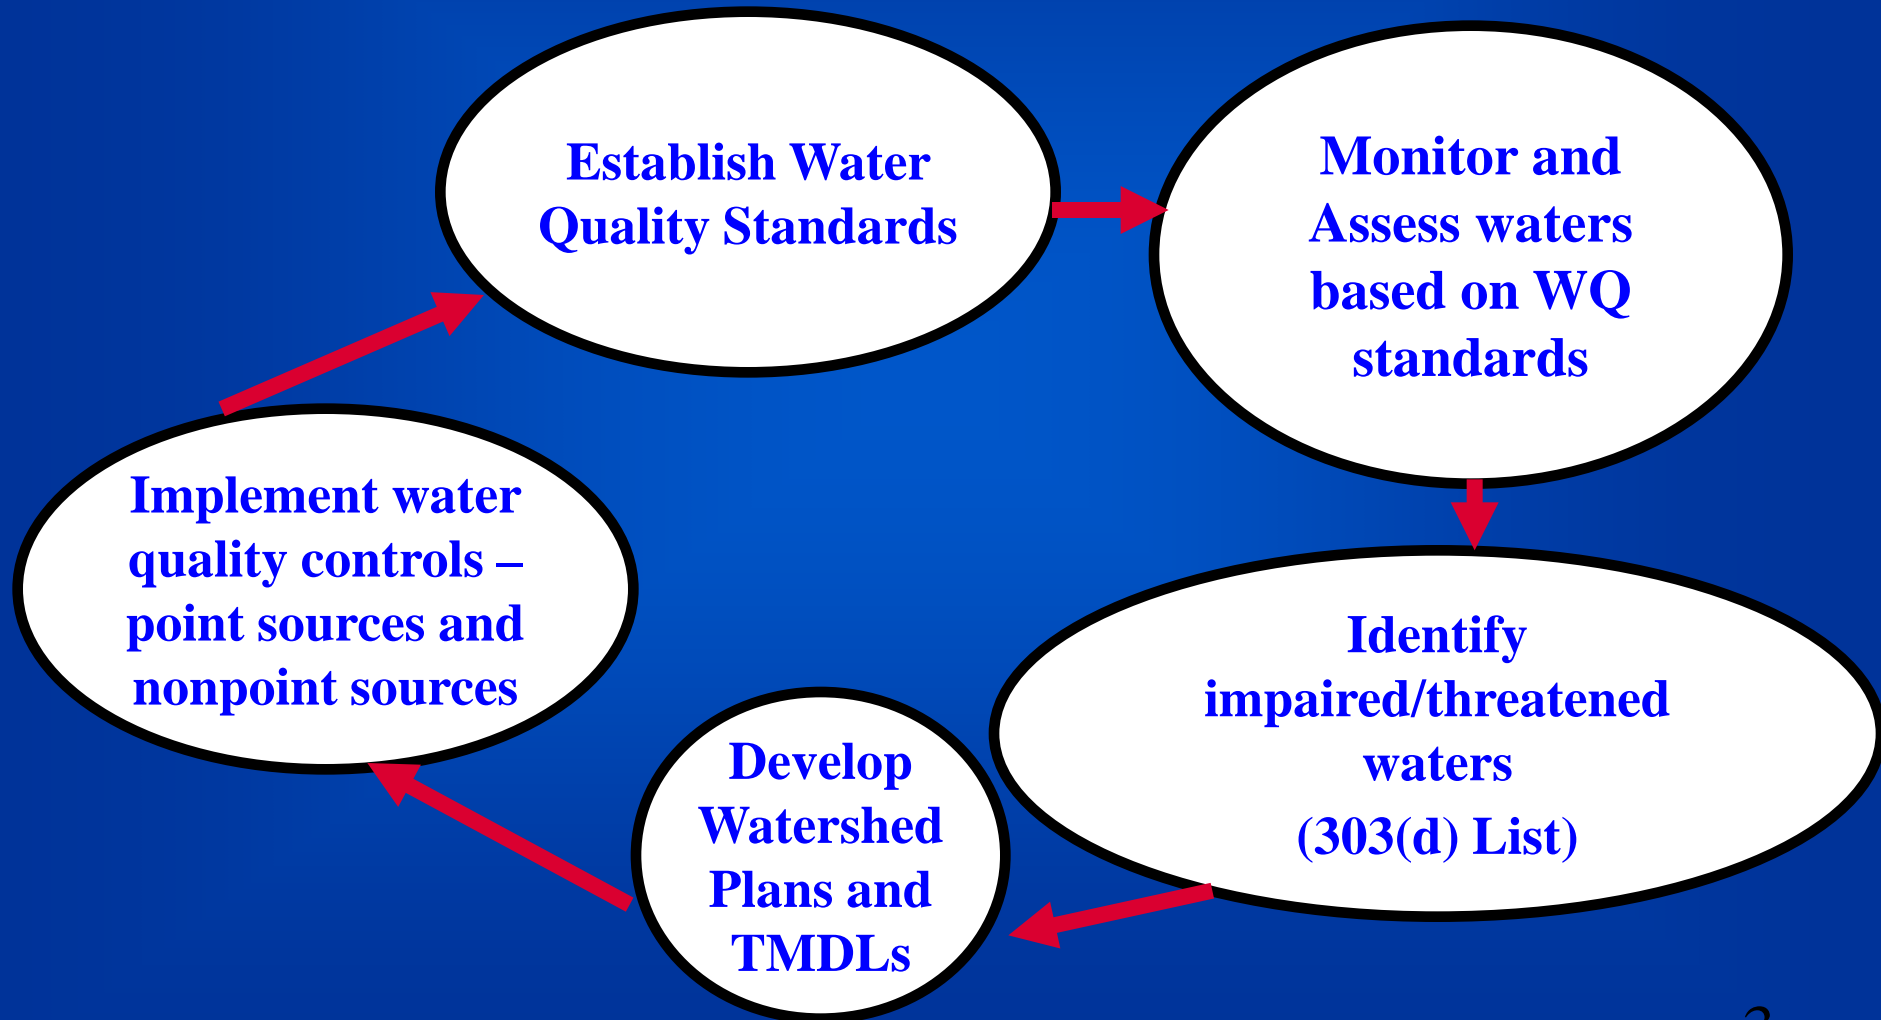 Establish Water
Quality Standards
Monitor and
Assess waters
based on WQ
standards
Identify
impaired/threatened
waters
(303(d) List)
Develop
Watershed
Plans and
TMDLs
Implement water
quality controls –
point sources and
nonpoint sources